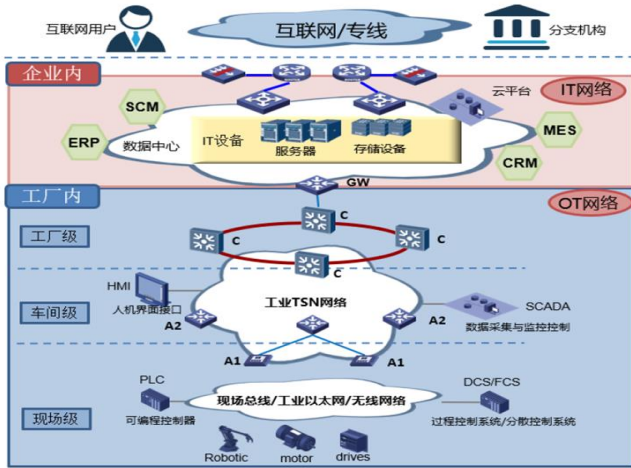 互联网用户
互联网/专线
分支机构
企业内
IT网络
云平台
SCM
ERP
数据中心
IT设备
服务器
存储设备
MES
CRM
GW
工厂内
OT网络
C
工厂级
C
C
C
HMI
人机界面接口
工业TSN网络
SCADA
车间级
A2
A2
数据采集与监控控制
A1
A1
PLC
DCS/FCS
现场总线/工业以太网/无线网络
现场级
可编程控制器
过程控制系统/分散控制系统
Robotic
motor
drives